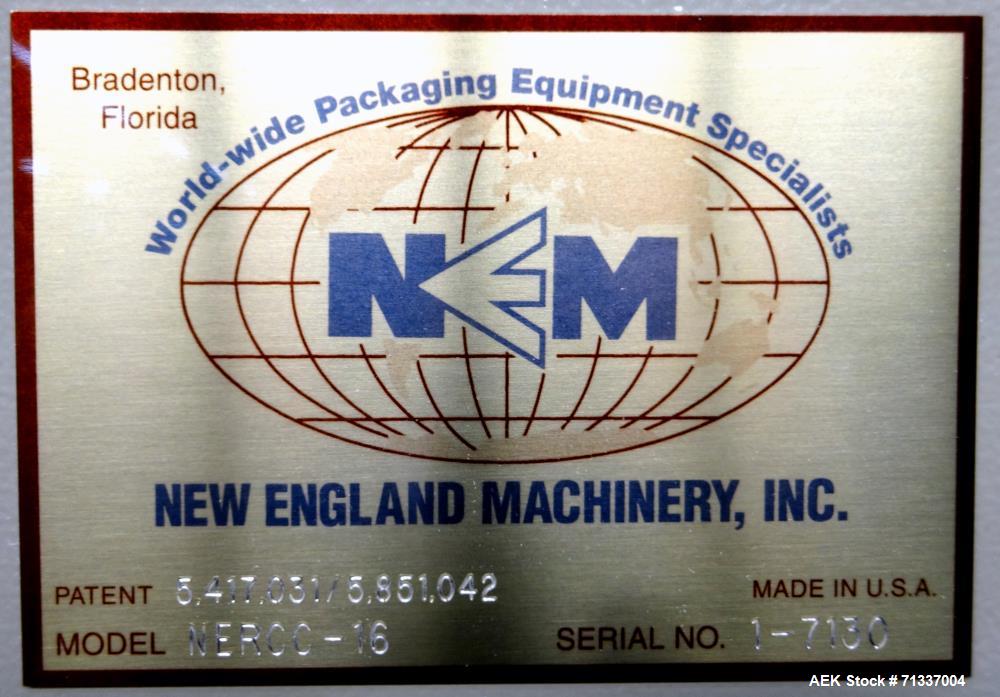 Bradenton,
Florida
World-wide Packaging Equipment Specialists
NEM
NEW ENGLAND MACHINERY, INC.
PATENT 5,417,031/5,851,042
MADE IN U.S.A.
MODEL NERCC-16
SERIAL NO. 1-7130
AEK Stock # 71337004